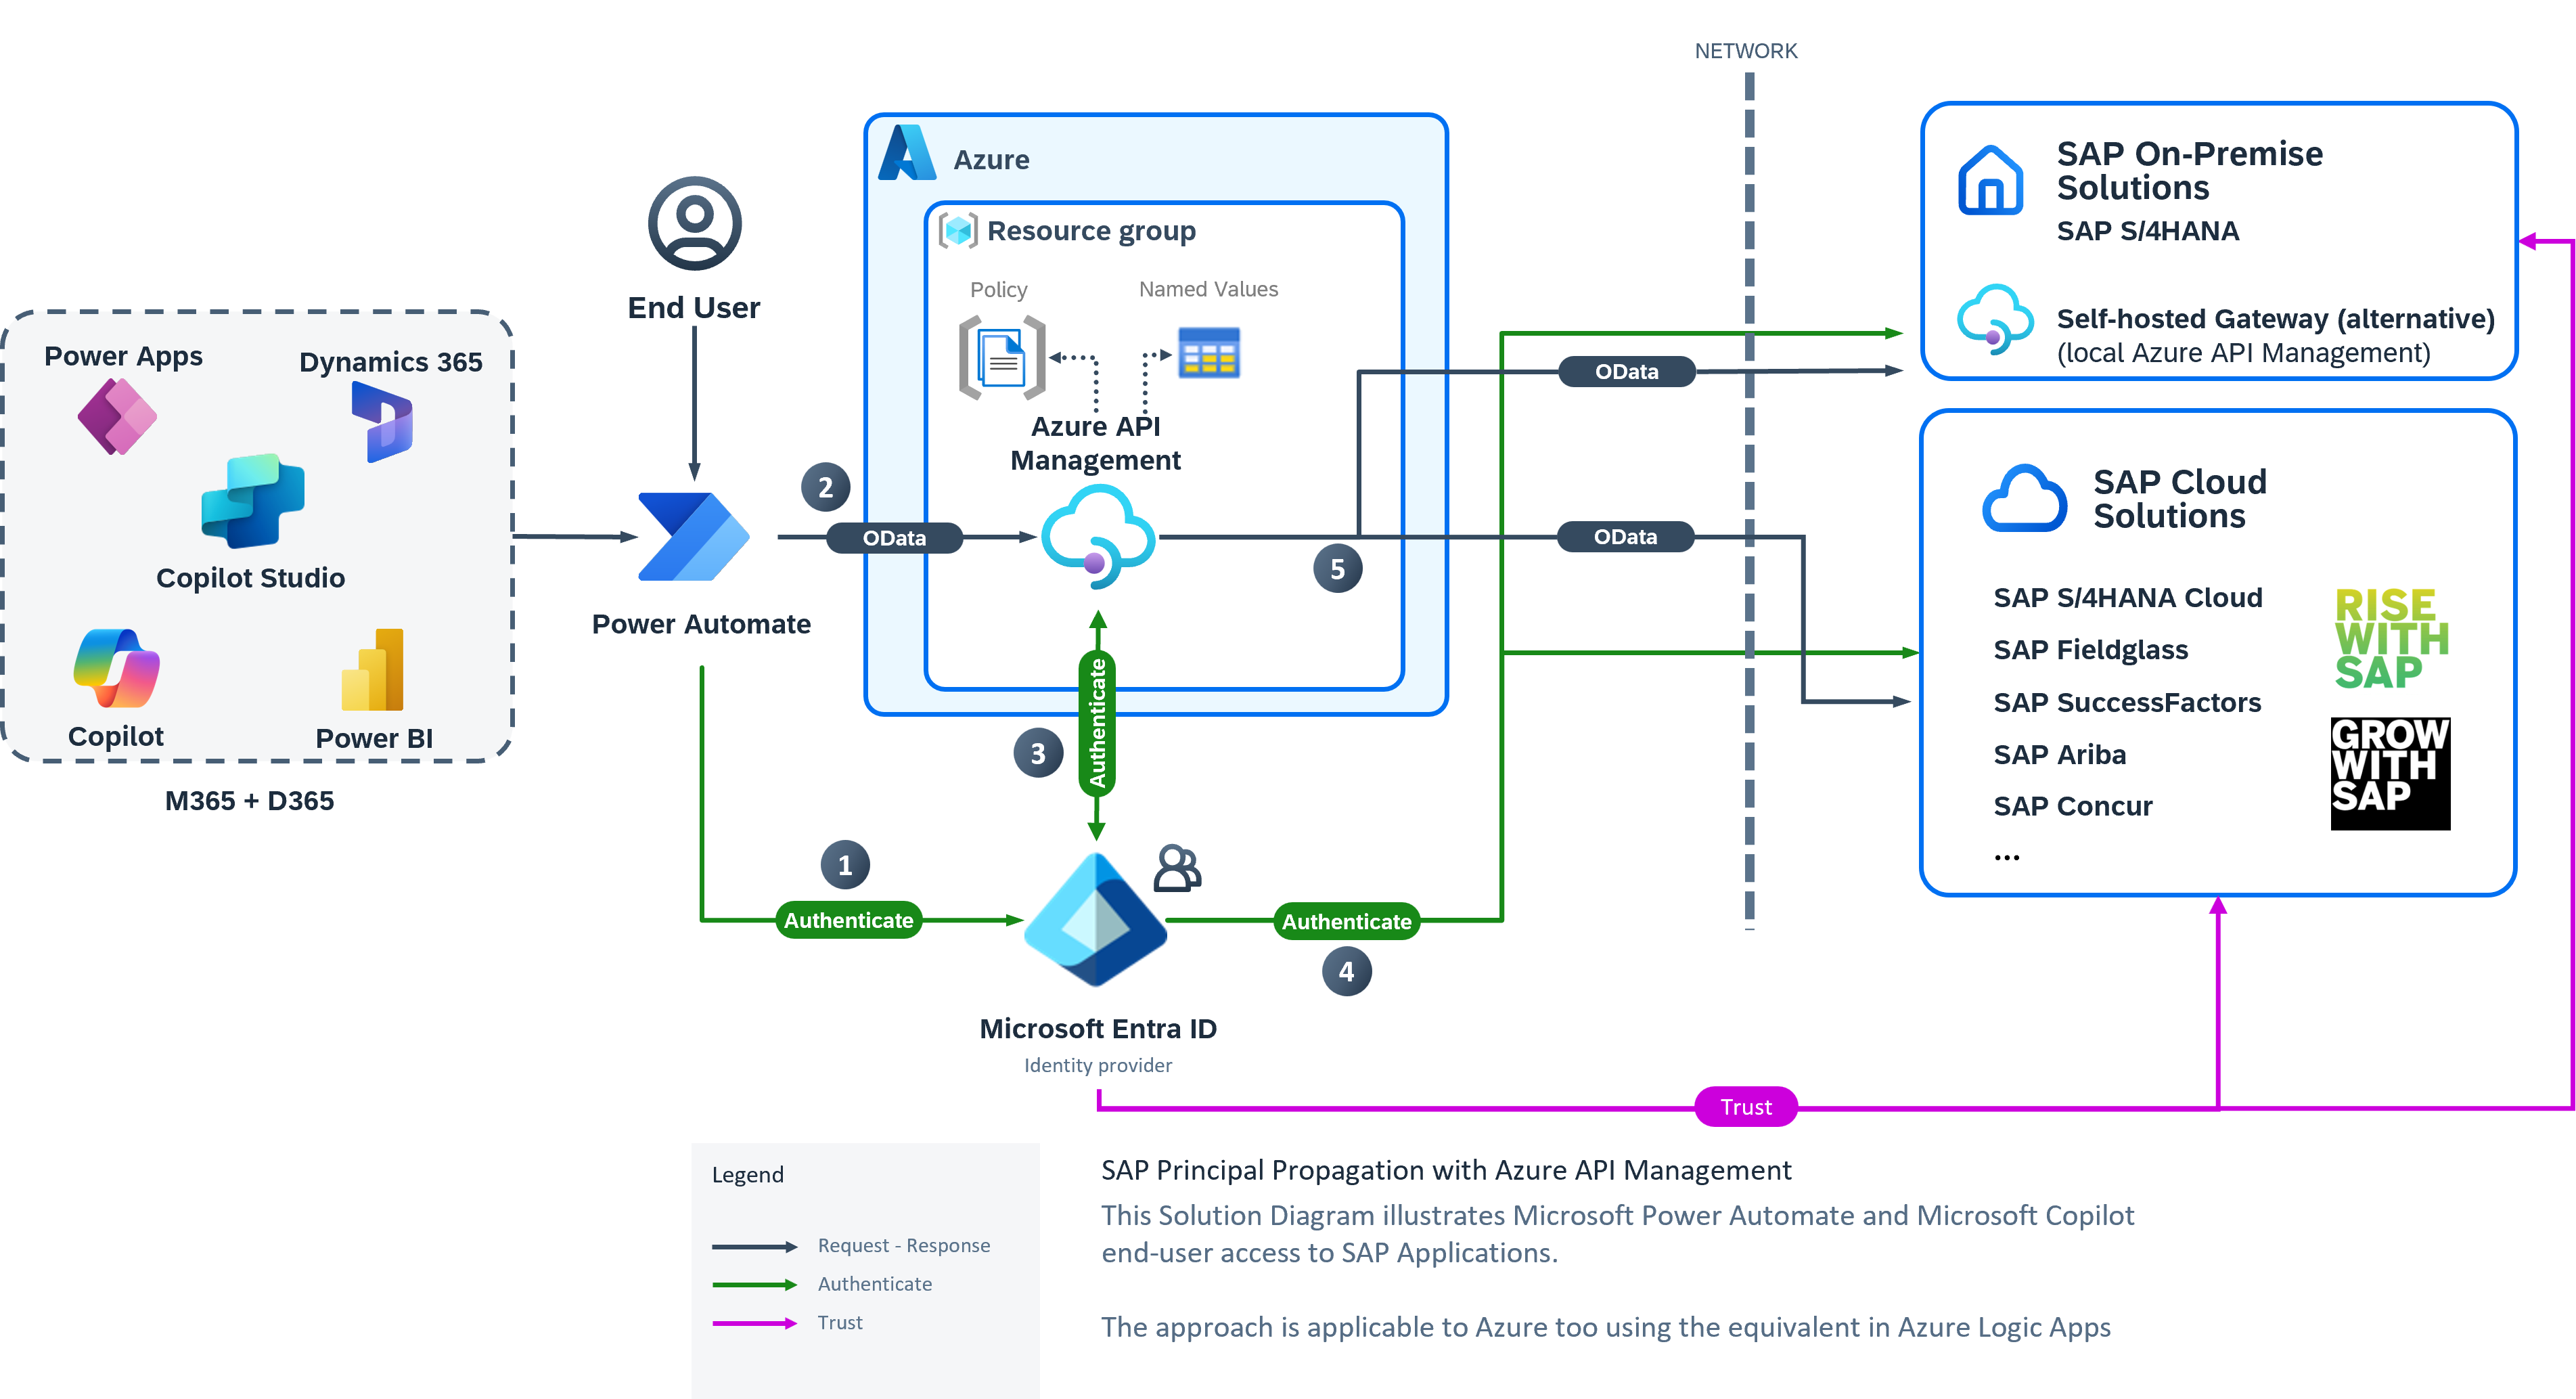 NETWORK
Azure
Resource group
Policy
Named Values
Azure API
Management
End User
Power Apps
Dynamics 365
Copilot Studio
Copilot
Power BI
M365 + D365
Power Automate
2
OData
5
OData
OData
3
Authenticate
1
Authenticate
Authenticate
4
Microsoft Entra ID
Identity provider
SAP On-Premise
Solutions
SAP S/4HANA
Self-hosted Gateway (alternative)
(local Azure API Management)
SAP Cloud
Solutions
SAP S/4HANA Cloud
SAP Fieldglass
SAP SuccessFactors
SAP Ariba
SAP Concur
...
RISE
WITH
SAP
GROW
WITH
SAP
Trust
Legend
Request - Response
Authenticate
Trust
SAP Principal Propagation with Azure API Management
This Solution Diagram illustrates Microsoft Power Automate and Microsoft Copilot
end-user access to SAP Applications.
The approach is applicable to Azure too using the equivalent in Azure Logic Apps